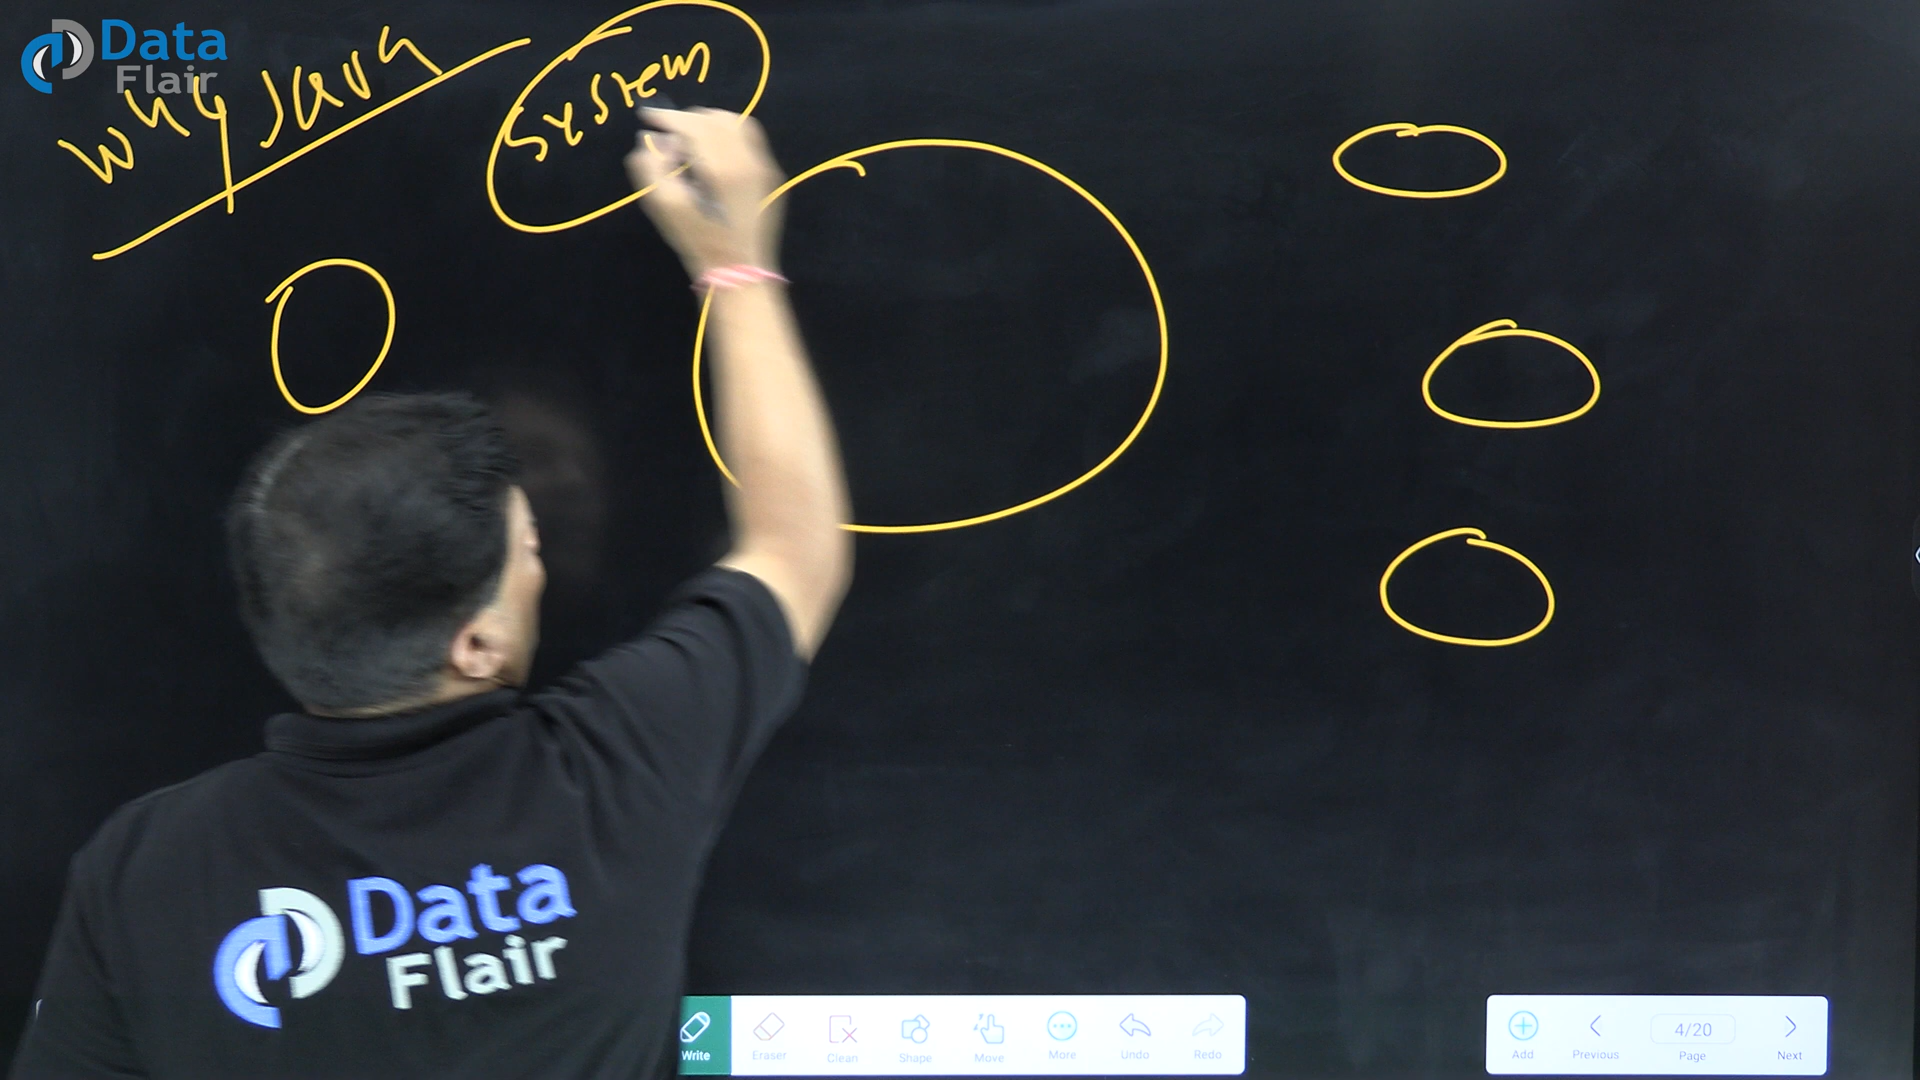 Data
Flair
why Java
System
Data
Flair
Write
Eraser
Clean
Shape
Move
More
Undo
Redo
Add
Previous
4/20
Page
Next